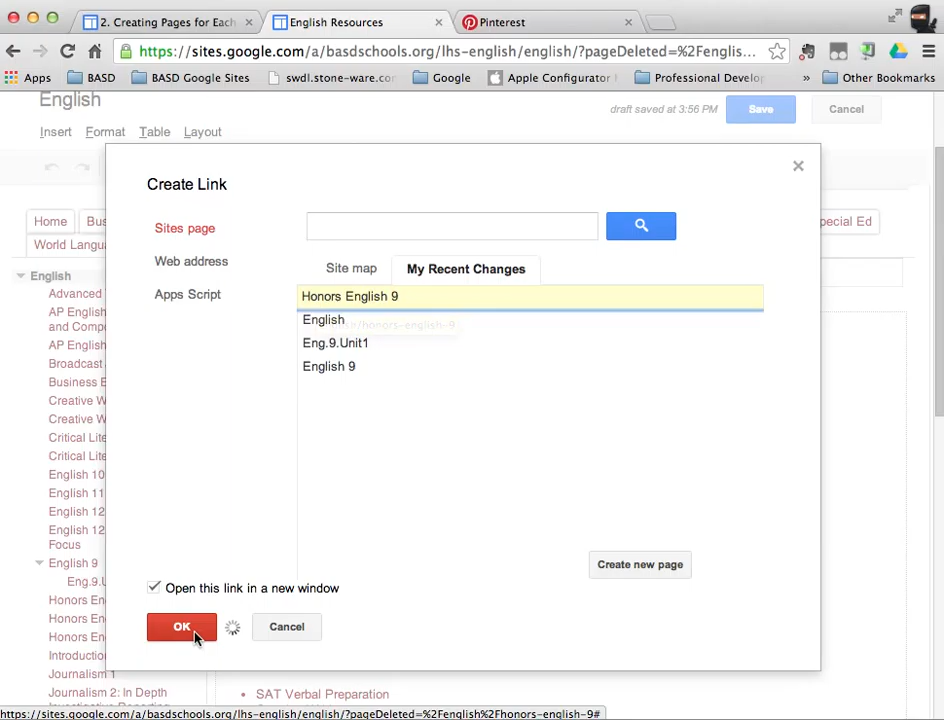 2. Creating Pages for Each
English Resources
Pinterest
https://sites.google.com/a/basdschools.org/lhs-english/english/?pageDeleted=%2Fenglis...
Apps
BASD
BASD Google Sites
swdl.stone-ware.com
Google
Apple Configurator
Professional Develo
»
Other Bookmarks
English
draft saved at 3:56 PM
Save
Cancel
Insert
Format
Table
Layout
Create Link
Sites page
Web address
Apps Script
Site map
My Recent Changes
Honors English 9
English
/honors-english-9
Eng.9.Unit1
English 9
Create new page
Open this link in a new window
OK
Cancel
Home
Bus
pecial Ed
World Langua
English
Advanced
AP English
and Compo
AP English
Broadcast
Business E
Creative W
Creative W
Critical Lite
Critical Lite
English 10
English 11
English 12
English 12
Focus
English 9
Eng.9.U
Honors En
Honors En
Honors En
Introductio
Journalism 1
Journalism 2: In Depth
SAT Verbal Preparation
https://sites.google.com/a/basdschools.org/lhs-english/english/?pageDeleted=%2Fenglish%2Fhonors-english-9#